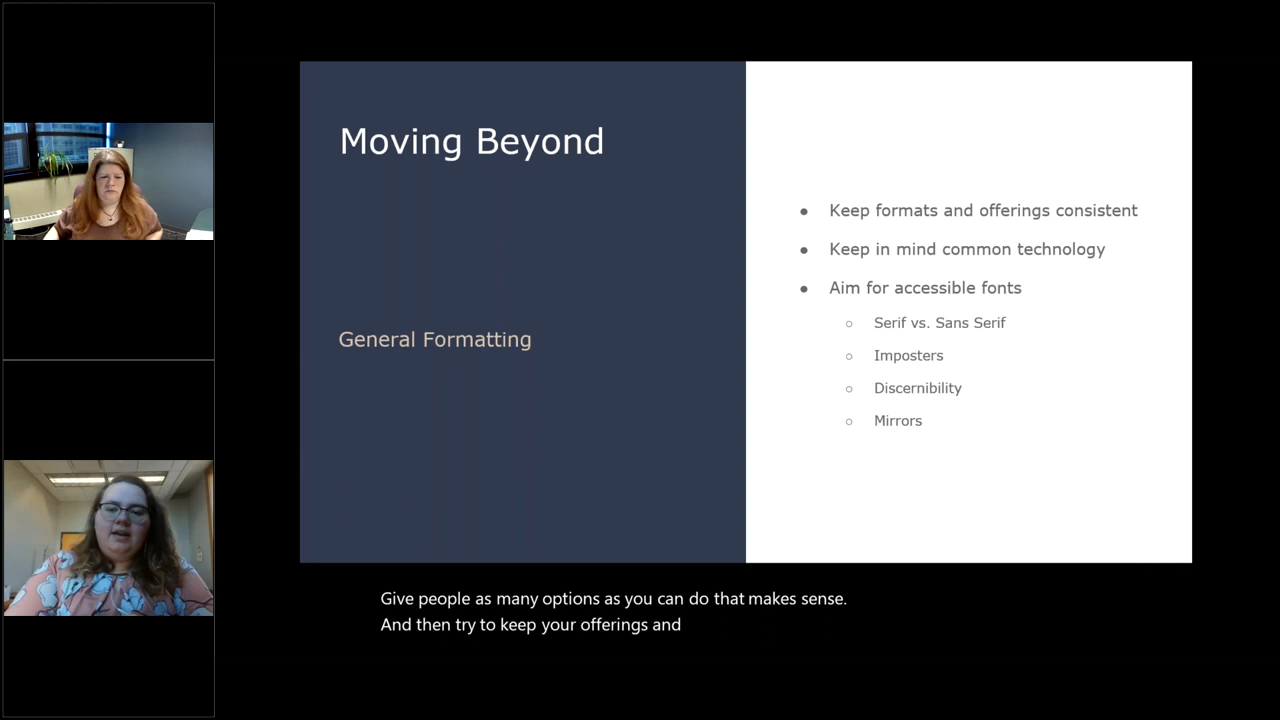 Moving Beyond
General Formatting
Keep formats and offerings consistent
Keep in mind common technology
Aim for accessible fonts
Serif vs. Sans Serif
Imposters
Discernibility
Mirrors
Give people as many options as you can do that makes sense.
And then try to keep your offerings and